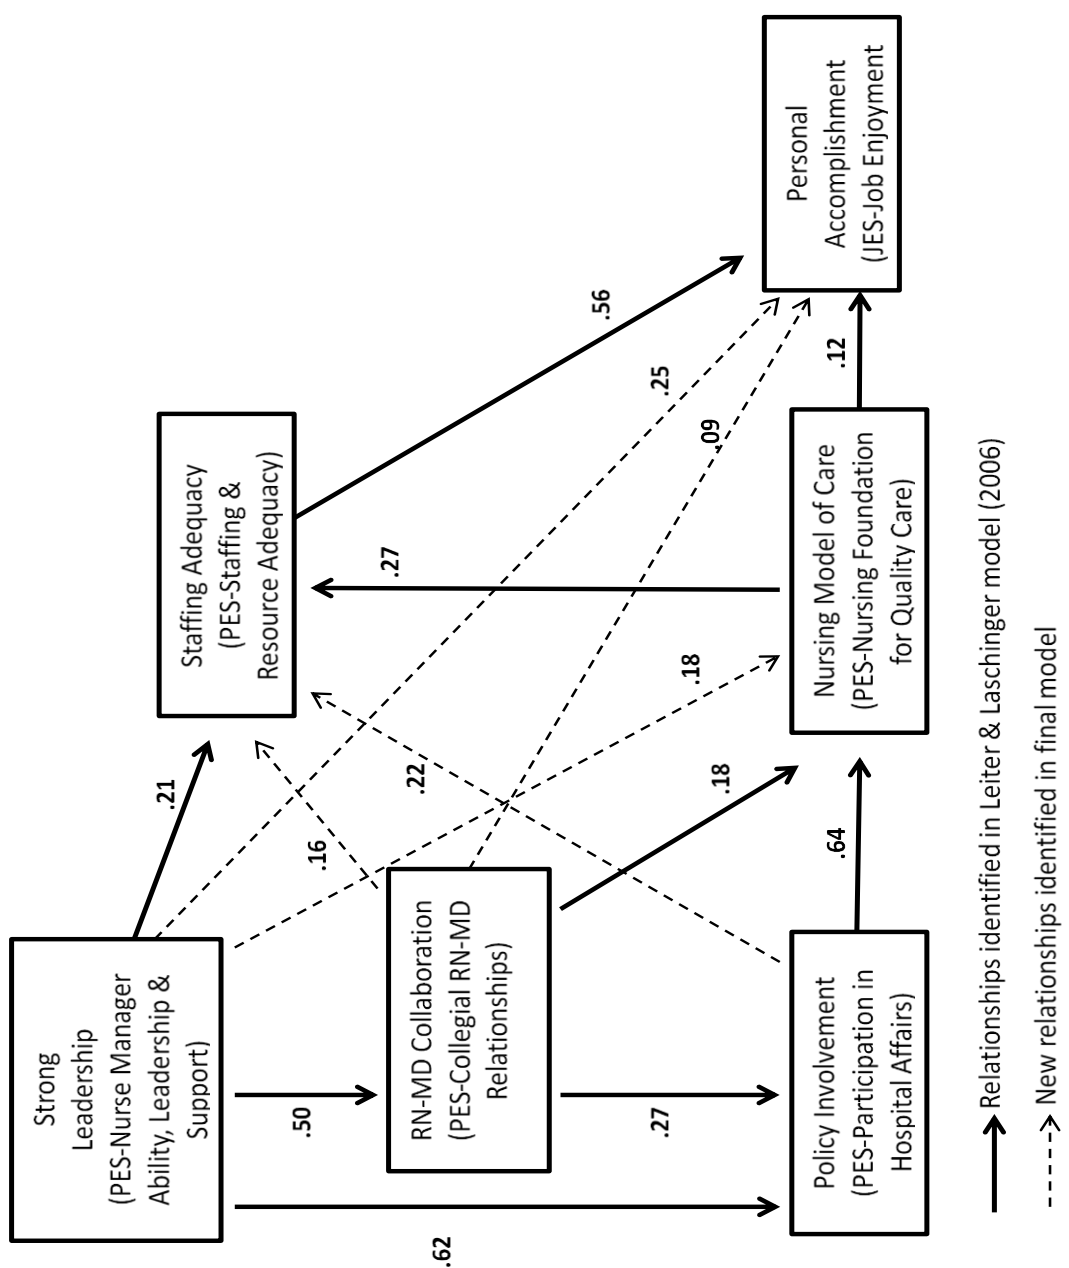 Strong
Leadership
(PES-Nurse Manager
Ability, Leadership &
Support)
.21
Staffing Adequacy
(PES-Staffing &
Resource Adequacy)
.56
.50
.16
.25
.62
RN-MD Collaboration
(PES-Collegial RN-MD
Relationships)
.22
.18
.27
.09
.27
.18
Policy Involvement
(PES-Participation in
Hospital Affairs)
.64
Nursing Model of Care
(PES-Nursing Foundation
for Quality Care)
.12
Personal
Accomplishment
(JES-Job Enjoyment
Relationships identified in Leiter & Laschinger model (2006)
New relationships identified in final model